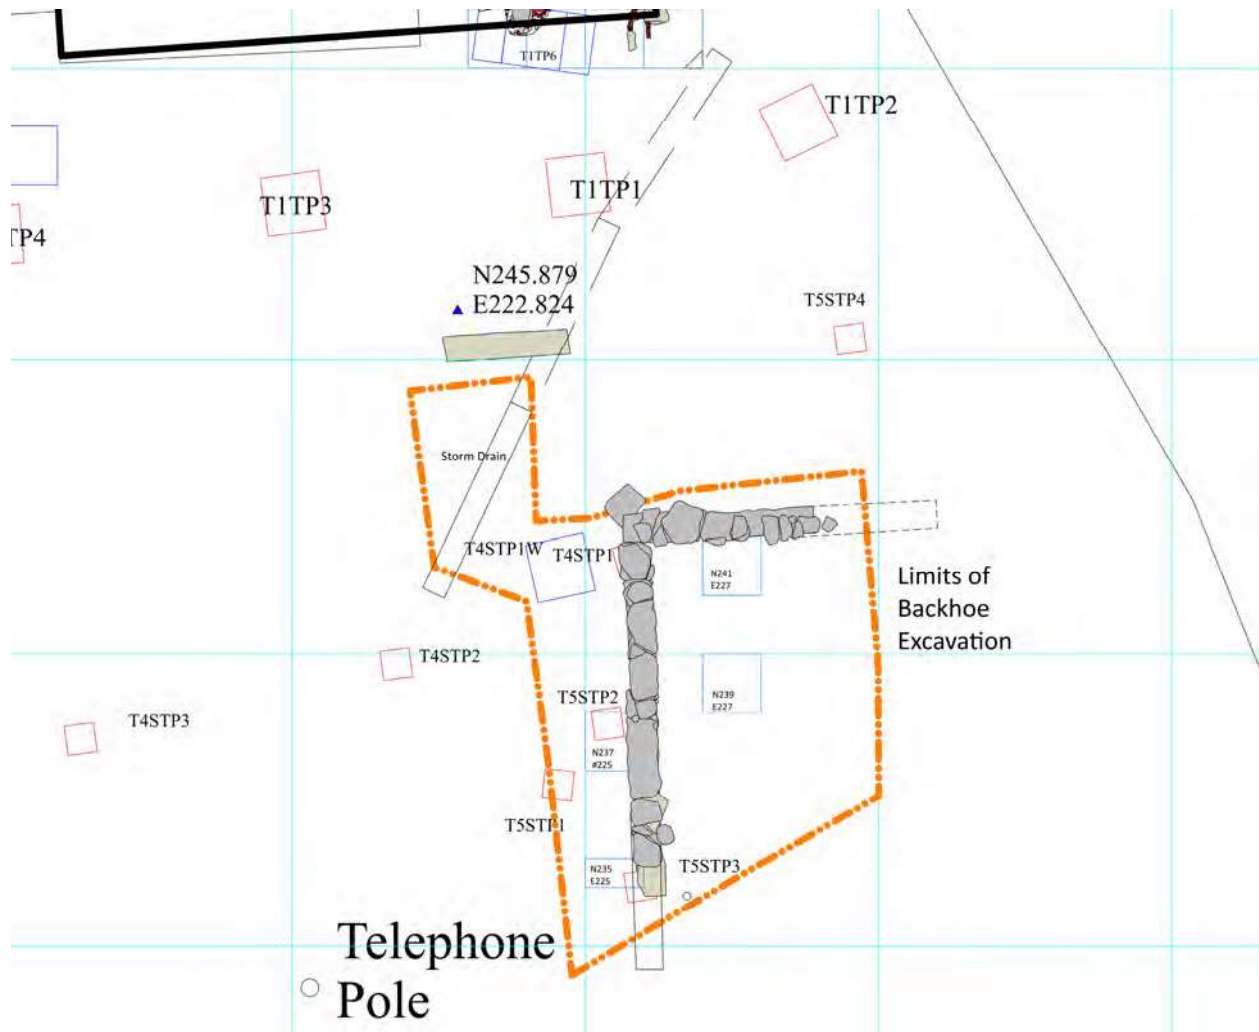 T1TP6
T1TP2
T1TP1
T1TP3
TP4
N245.879
E222.824
T5STP4
Storm Drain
T4STP1W
T4STP1
N241
E227
Limits of
Backhoe
Excavation
T4STP2
T5STP2
N239
E227
T4STP3
N237
#225
T5STP1
T5STP3
N235
E225
Telephone
Pole